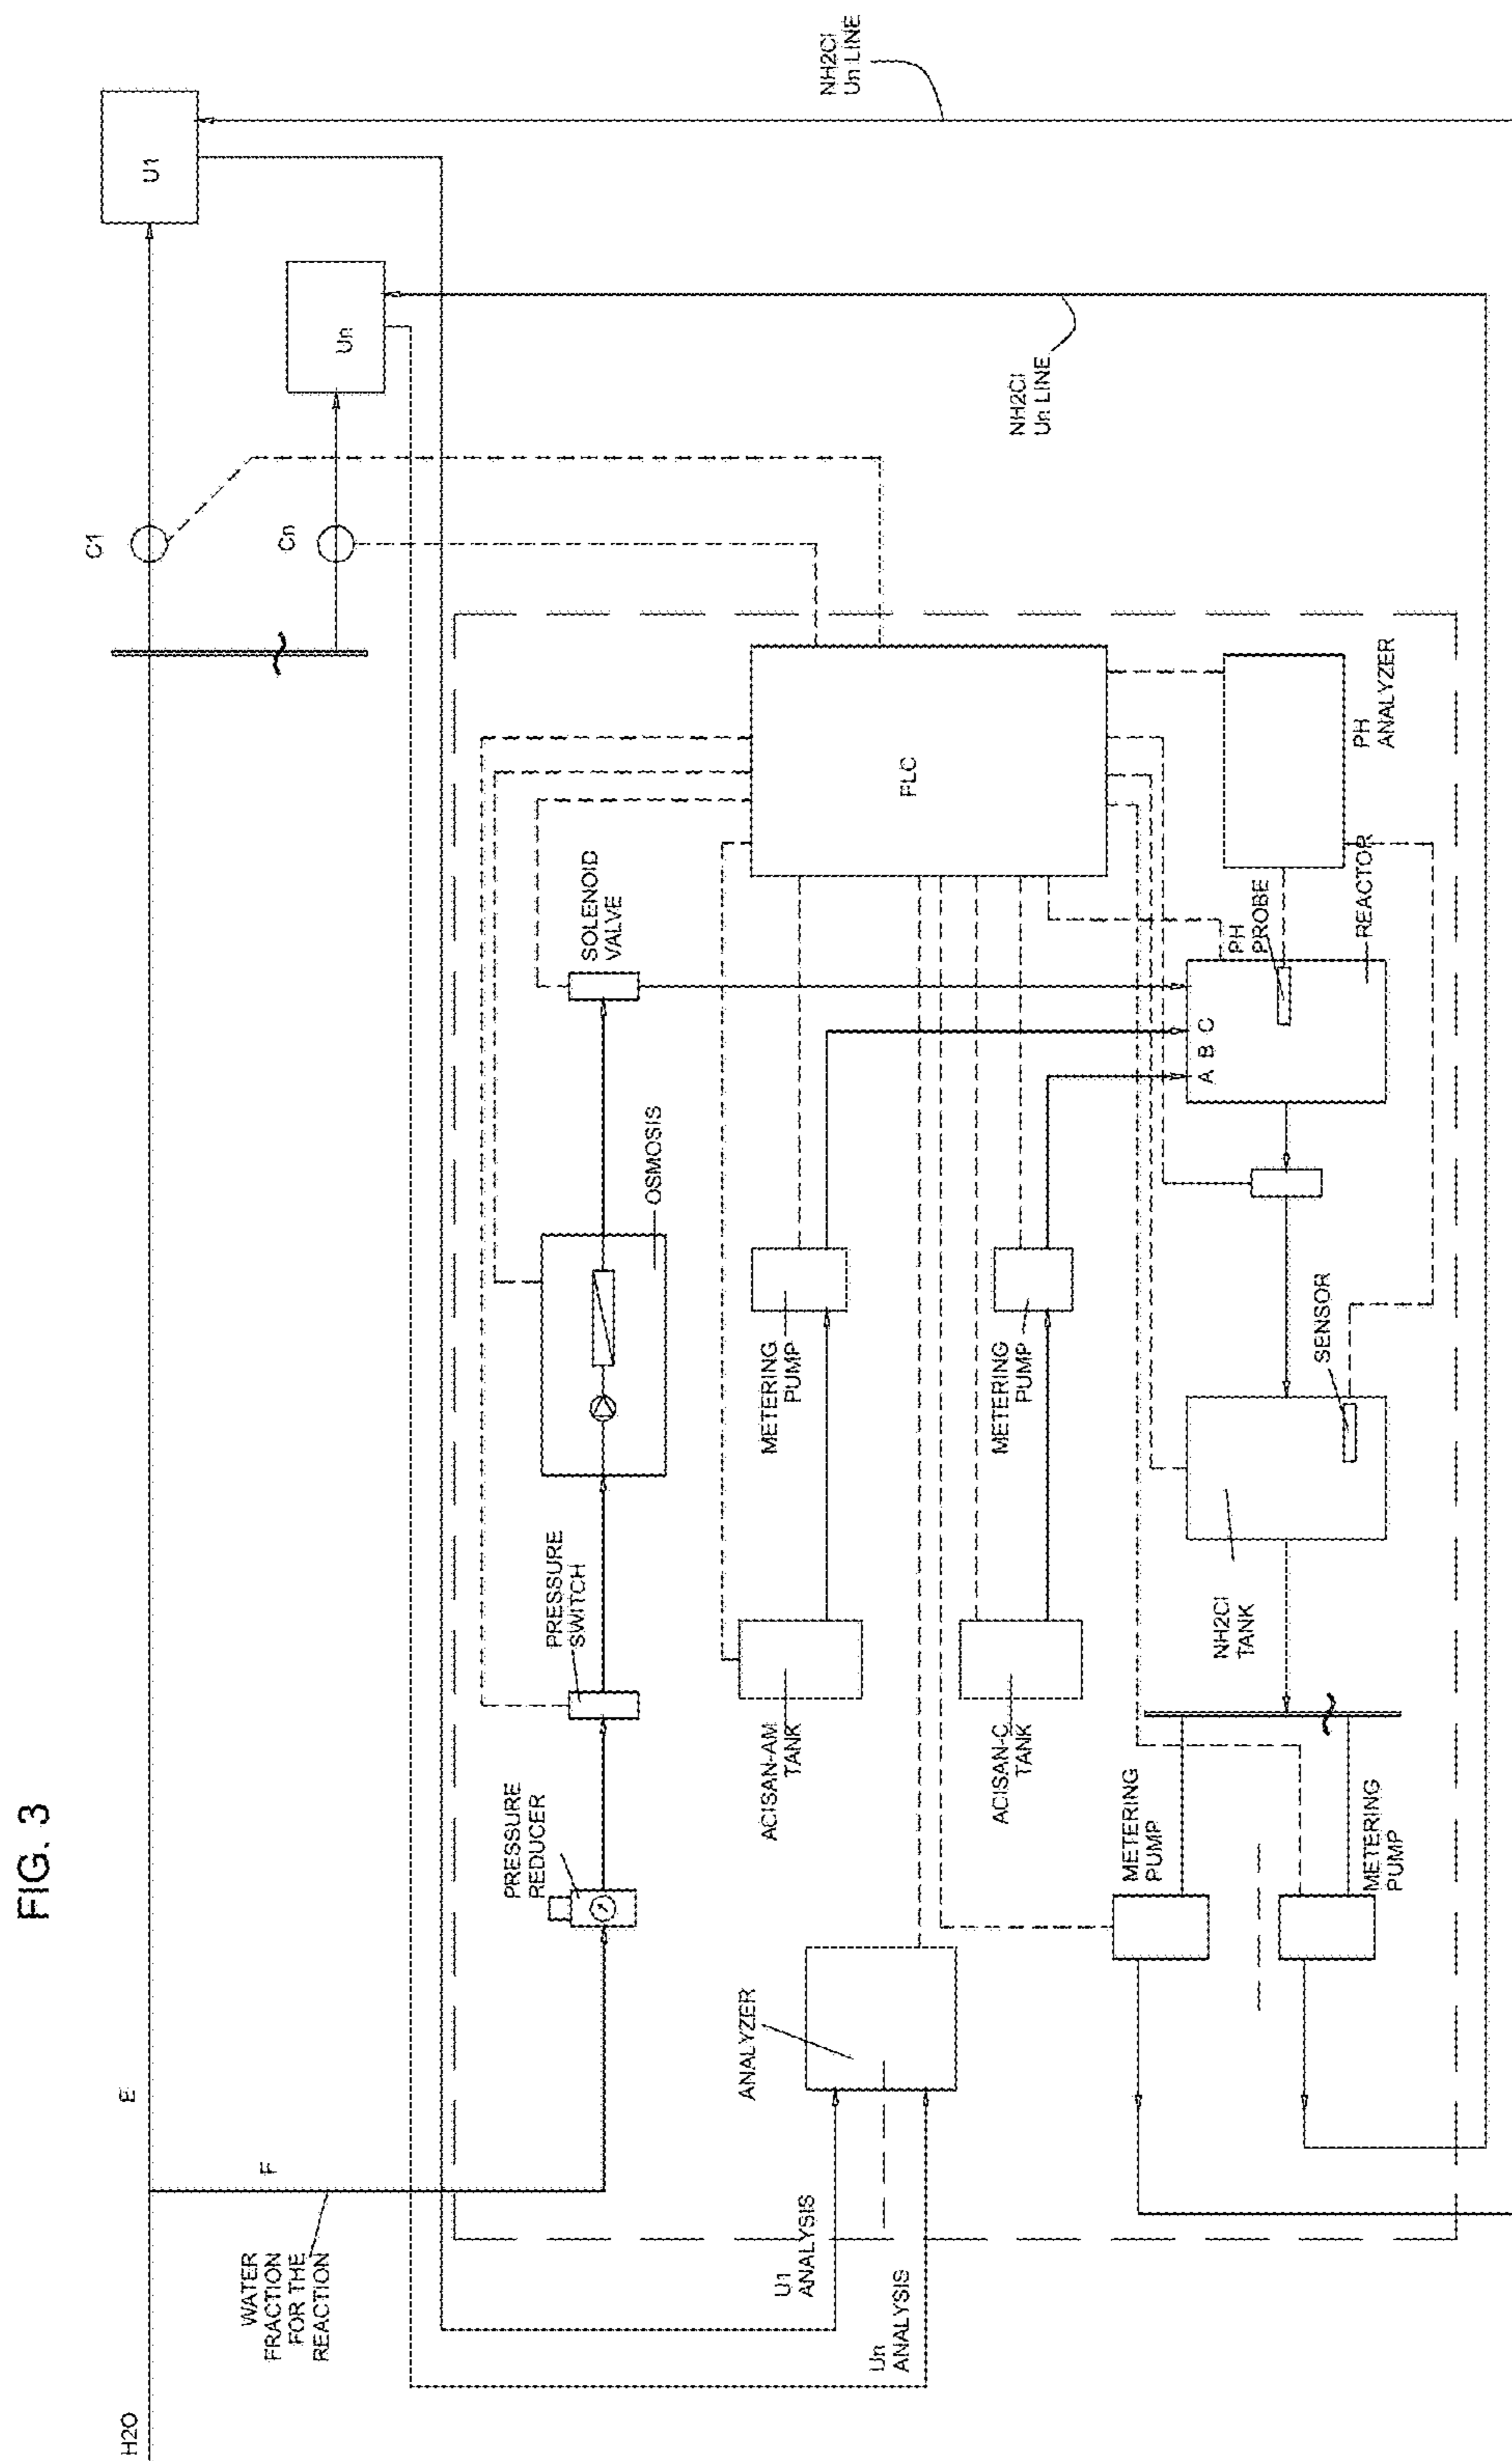 FIG. 3
H2O
E
C1
U1
Cn
Un
F
WATER
FRACTION
FOR THE
REACTION
PRESSURE
REDUCER
PRESSURE
SWITCH
OSMOSIS
SOLENOID
VALVE
NH2Cl
Un LINE
NH2Cl
Un LINE
PLC
METERING
PUMP
ACISAN-AM
TANK
METERING
PUMP
ACISAN-C
TANK
ANALYZER
U1
ANALYSIS
Un
ANALYSIS
PH
PROBE
REACTOR
PH
ANALYZER
A B C
SENSOR
NH2Cl
TANK
METERING
PUMP
METERING
PUMP